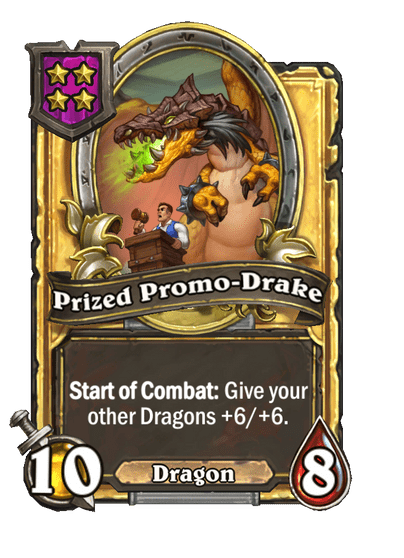 Prized Promo-Drake
Start of Combat: Give your
other Dragons +6/+6.
10
Dragon
8